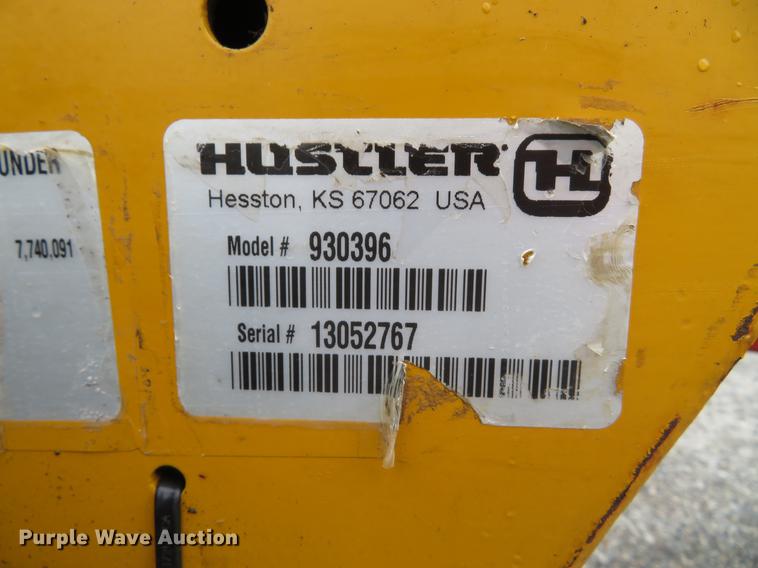 UNDER
7,740,091
HUSTLER
H
Hesston, KS 67062 USA
Model # 930396
Serial # 13052767
Purple Wave Auction